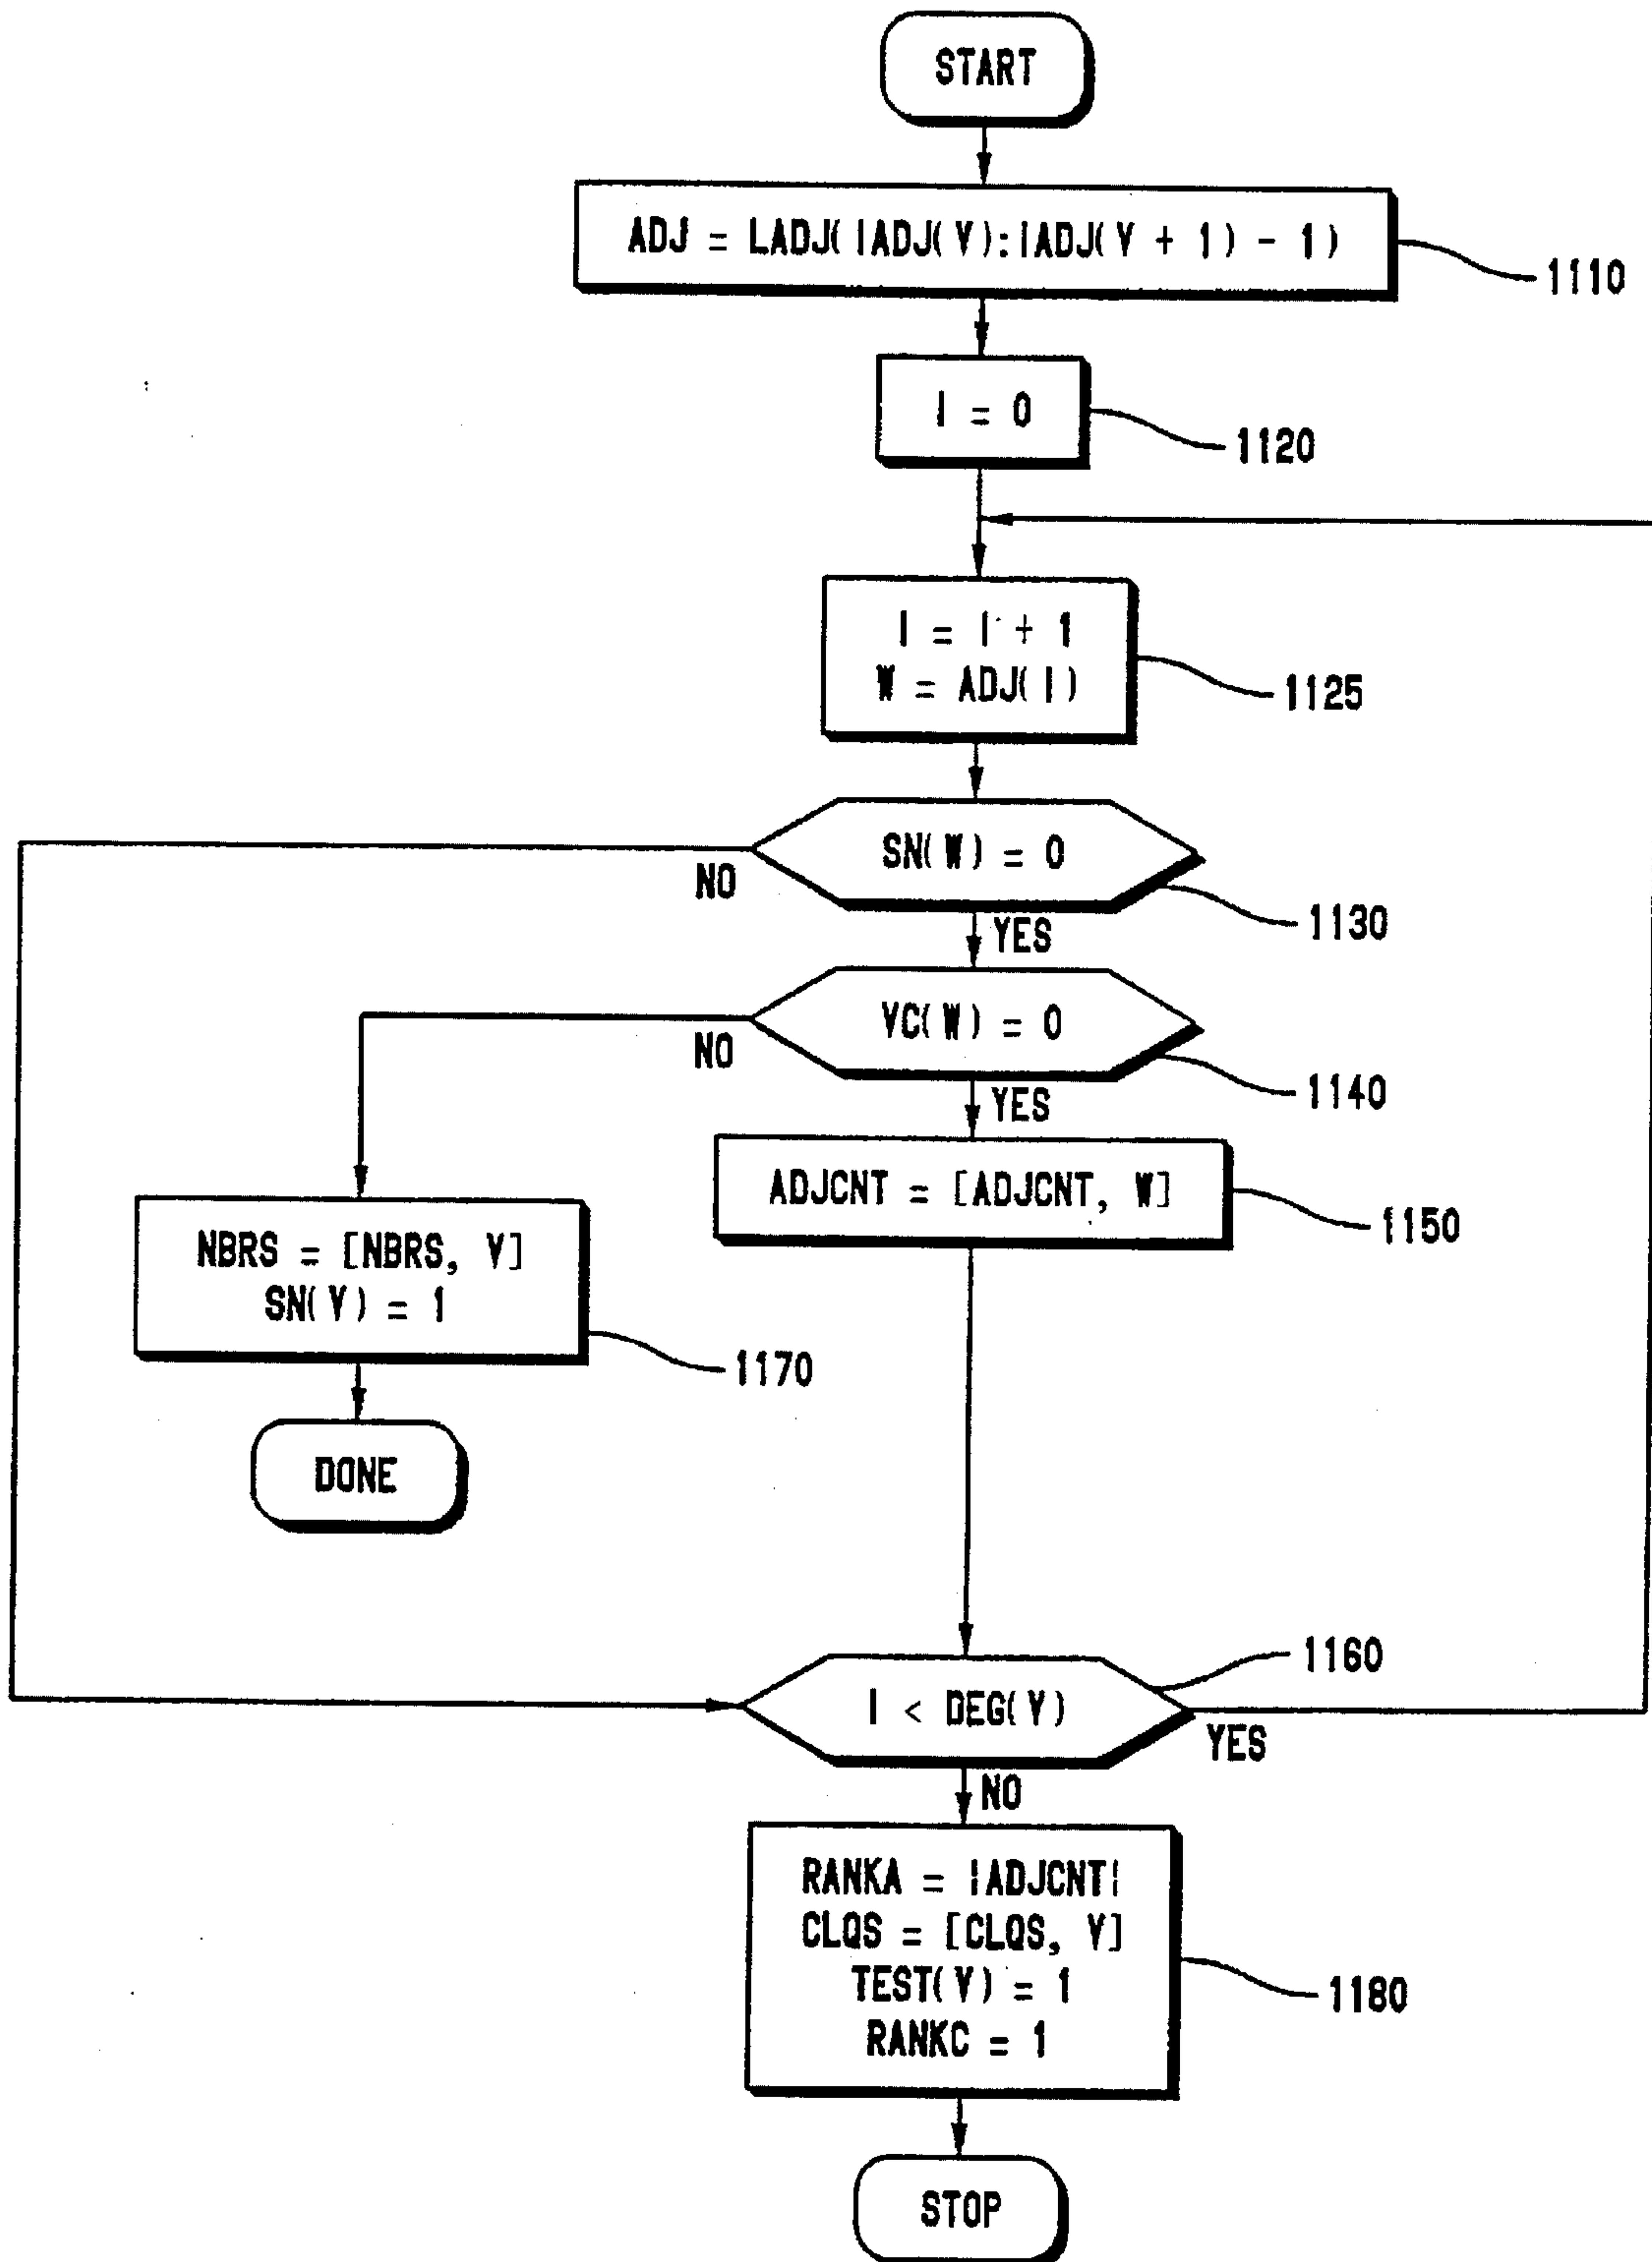 START
ADJ = LADJ(IADJ(V):IADJ(V + 1) - 1)
1110
I = 0
1120
I = I + 1
W = ADJ(I)
1125
SN(W) = 0
NO
1130
YES
VC(W) = 0
NO
1140
YES
ADJCNT = [ADJCNT, W]
1150
NBRS = [NBRS, V]
SN(V) = 1
1170
DONE
1160
I < DEG(V)
YES
NO
RANKA = |ADJCNT|
CLQS = [CLQS, V]
TEST(V) = 1
RANKC = 1
1180
STOP